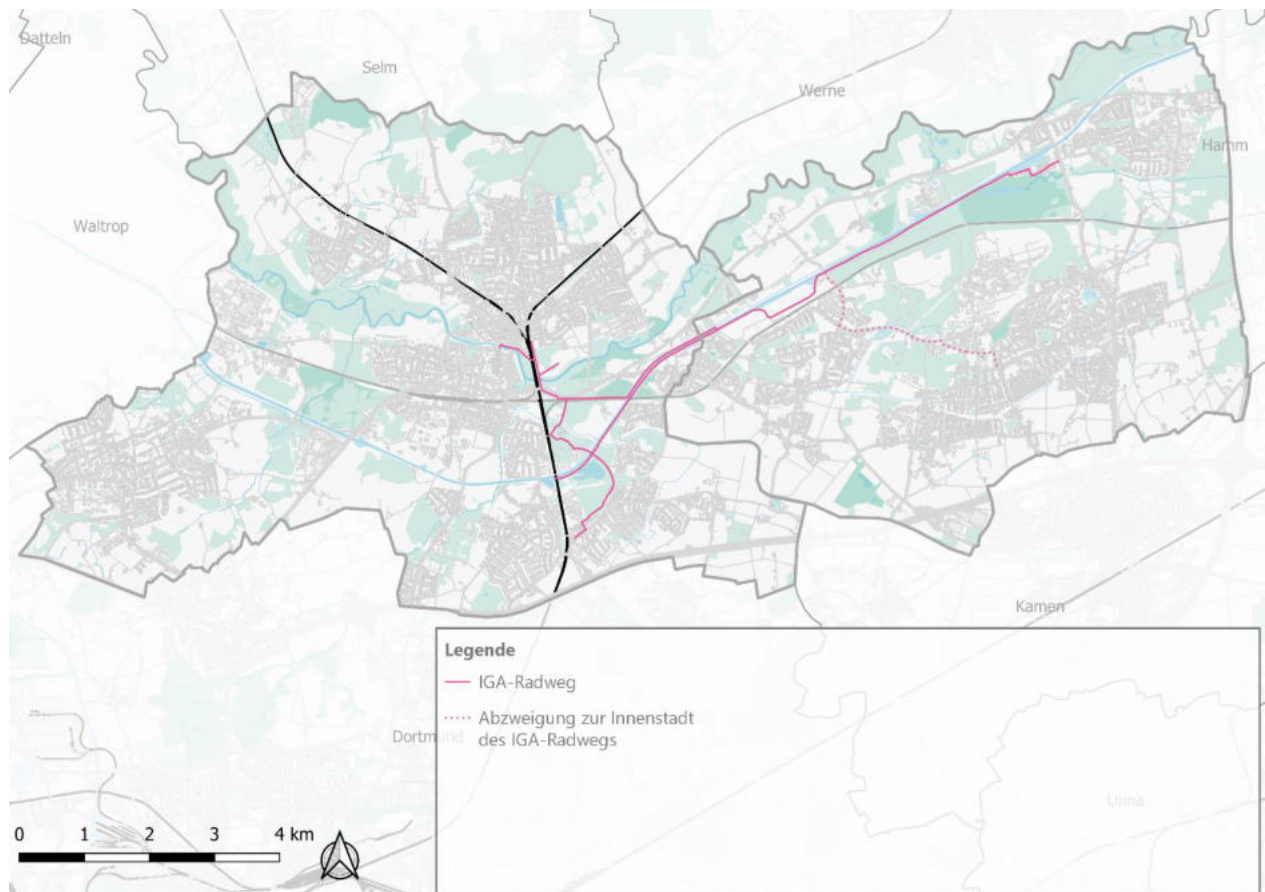 Datteln
Selm
Werne
Hamm
Waltrop
Kamen
Legende
IGA-Radweg
Abzweigung zur Innenstadt
des IGA-Radwegs
Dortmund
Unna
0 1 2 3 4 km